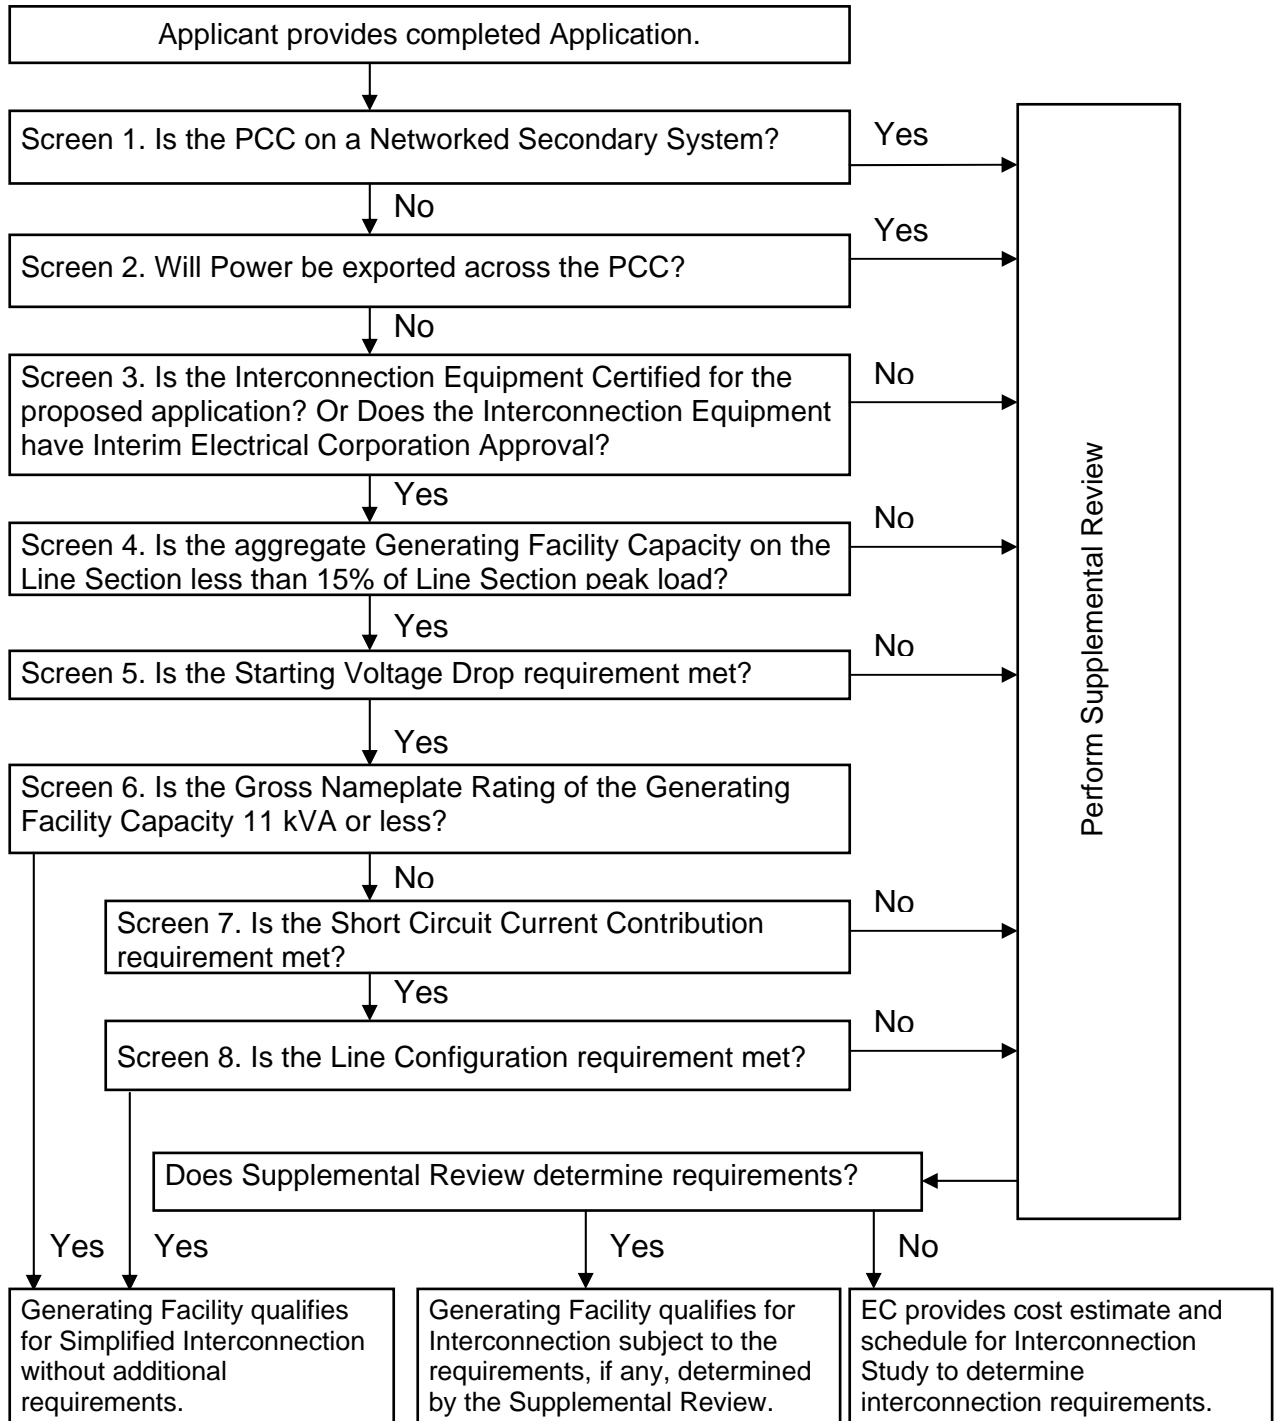 Applicant provides completed Application.
Screen 1. Is the PCC on a Networked Secondary System?
Yes
No
Yes
Screen 2. Will Power be exported across the PCC?
No
Screen 3. Is the Interconnection Equipment Certified for the
proposed application? Or Does the Interconnection Equipment
have Interim Electrical Corporation Approval?
No
Yes
No
Screen 4. Is the aggregate Generating Facility Capacity on the
Line Section less than 15% of Line Section peak load?
Yes
No
Screen 5. Is the Starting Voltage Drop requirement met?
Yes
Screen 6. Is the Gross Nameplate Rating of the Generating
Facility Capacity 11 kVA or less?
No
No
Screen 7. Is the Short Circuit Current Contribution
requirement met?
Yes
No
Screen 8. Is the Line Configuration requirement met?
Perform Supplemental Review
Does Supplemental Review determine requirements?
Yes
Yes
Yes
No
Generating Facility qualifies
for Simplified Interconnection
without additional
requirements.
Generating Facility qualifies for
Interconnection subject to the
requirements, if any, determined
by the Supplemental Review.
EC provides cost estimate and
schedule for Interconnection
Study to determine
interconnection requirements.